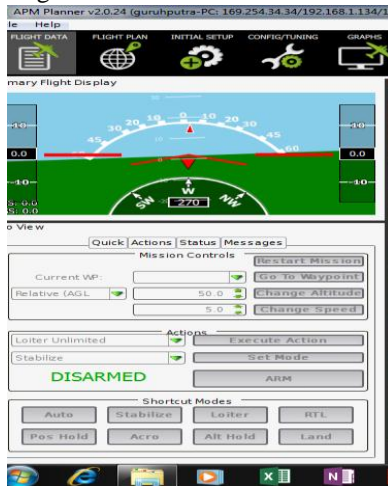 APM Planner v2.0.24 (guruhputra-PC: 169.254.34.34/192.168.1.134/1
le Help
FLIGHT DATA FLIGHT PLAN INITIAL SETUP CONFIG/TUNING GRAPHS
mary Flight Display
45 30 20 10 0 10 20 30 45 60
0.0 0.0
-10- -10-
S: 0.0
S: 0.0
SW W NW
270
o View
Quick Actions Status Messages
Mission Controls
Restart Mission
Current WP: Go To Waypoint
Relative (AGL 50.0 Change Altitude
5.0 Change Speed
Actions
Loiter Unlimited Execute Action
Stabilize Set Mode
DISARMED ARM
Shortcut Modes
Auto Stabilize Loiter RTL
Pos Hold Acro Alt Hold Land